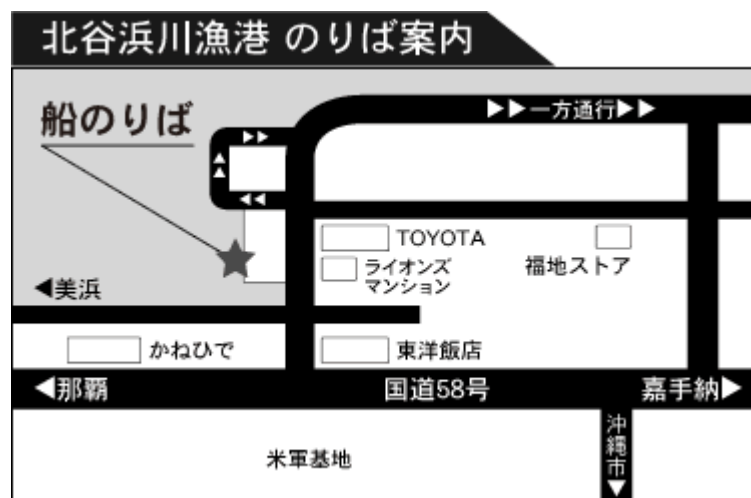 北谷浜川漁港 のりば案内
船のりば
▶▶一方通行▶▶
▶▶
▲▲
◀◀
TOYOTA
ライオンズ
マンション
福地ストア
◀美浜
かねひで
東洋飯店
◀那覇
国道58号
嘉手納▶
沖縄市▼
米軍基地